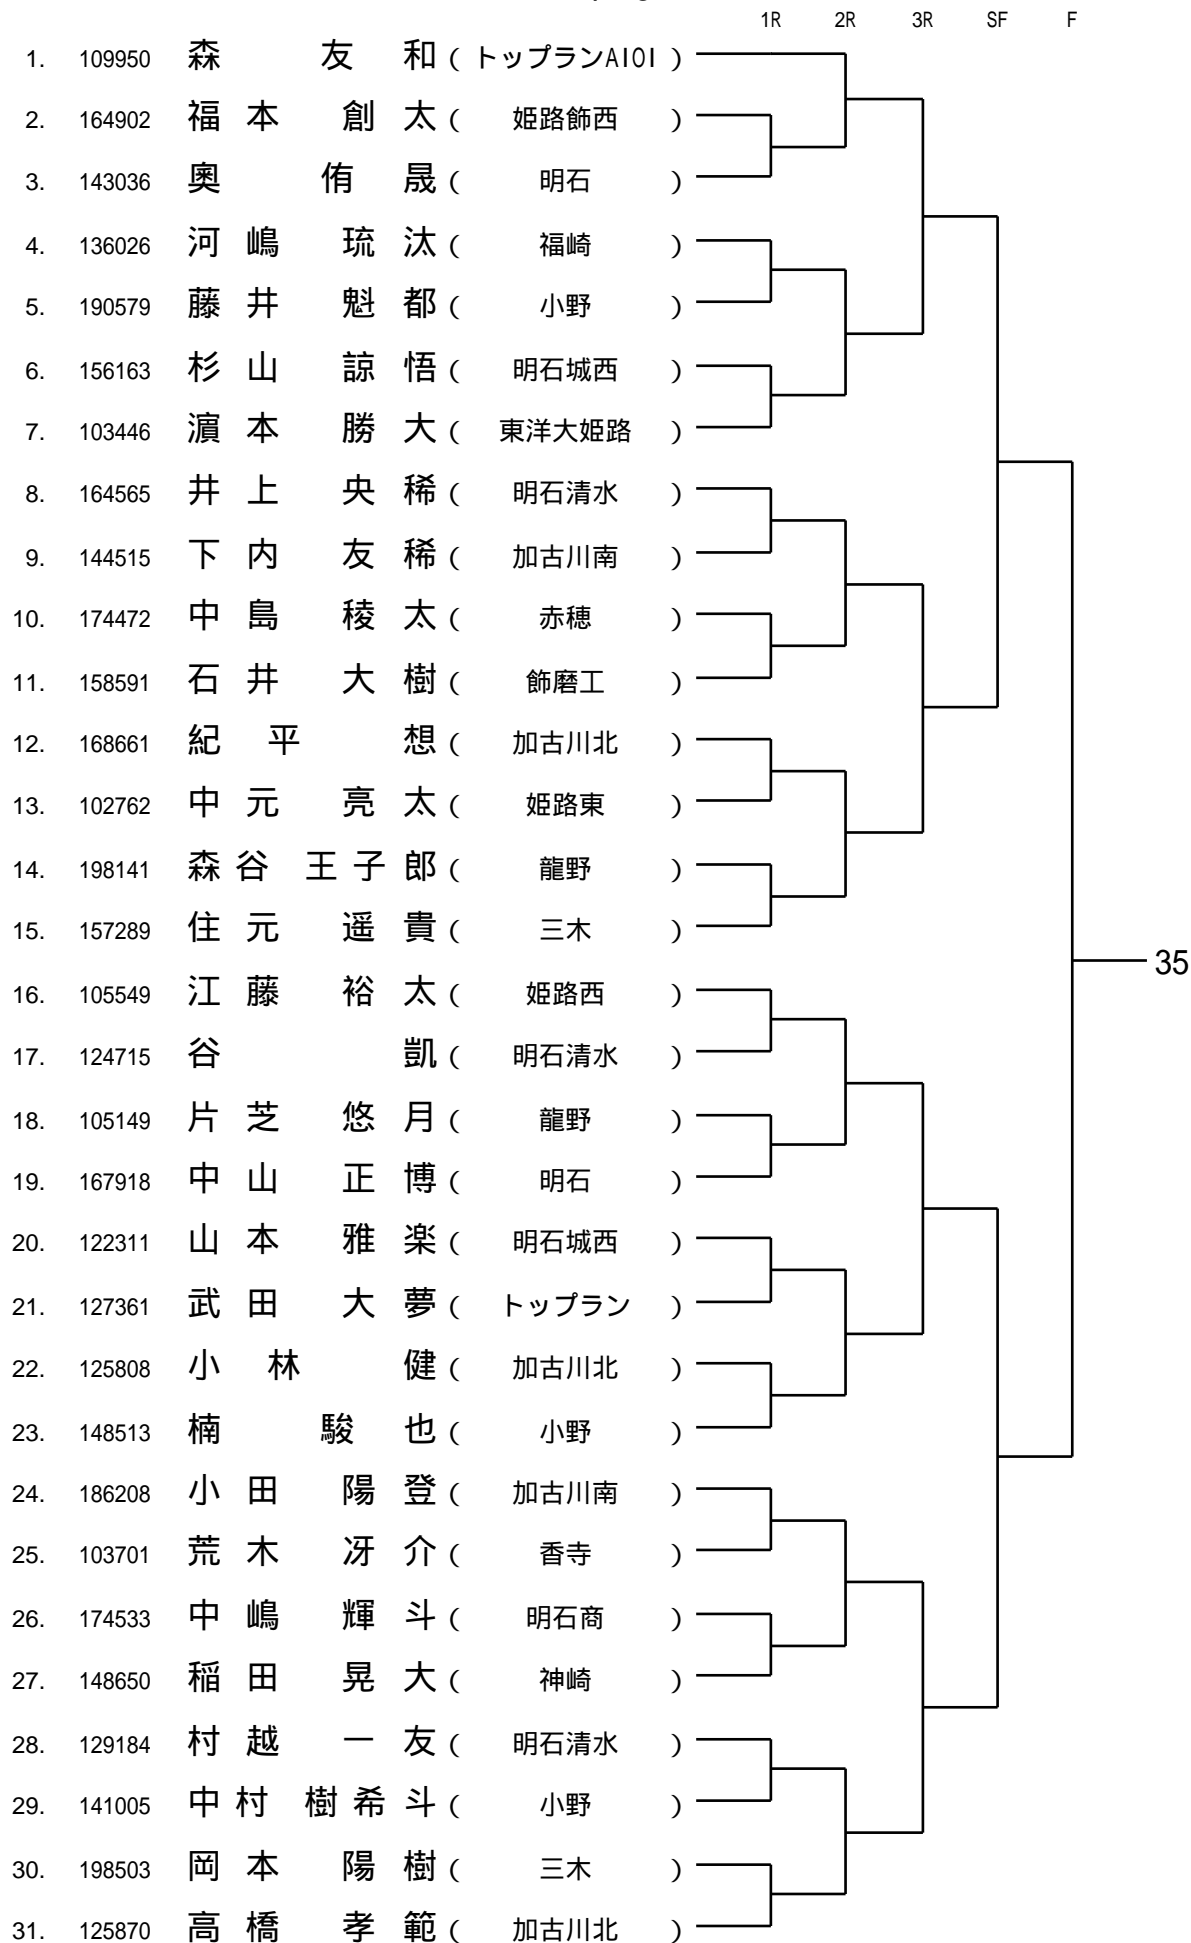 1R 2R 3R SF F
1. 109950 森 友 和 ( トップランAIOI )
2. 164902 福 本 創 太 ( 姫路飾西 )
3. 143036 奥 侑 晟 ( 明石 )
4. 136026 河 嶋 琉 汰 ( 福崎 )
5. 190579 藤 井 魁 都 ( 小野 )
6. 156163 杉 山 諒 悟 ( 明石城西 )
7. 103446 濵 本 勝 大 ( 東洋大姫路 )
8. 164565 井 上 央 稀 ( 明石清水 )
9. 144515 下 内 友 稀 ( 加古川南 )
10. 174472 中 島 稜 太 ( 赤穂 )
11. 158591 石 井 大 樹 ( 飾磨工 )
12. 168661 紀 平 想 ( 加古川北 )
13. 102762 中 元 亮 太 ( 姫路東 )
14. 198141 森 谷 王 子 郎 ( 龍野 )
15. 157289 住 元 遥 貴 ( 三木 )
35
16. 105549 江 藤 裕 太 ( 姫路西 )
17. 124715 谷 凱 ( 明石清水 )
18. 105149 片 芝 悠 月 ( 龍野 )
19. 167918 中 山 正 博 ( 明石 )
20. 122311 山 本 雅 楽 ( 明石城西 )
21. 127361 武 田 大 夢 ( トップラン )
22. 125808 小 林 健 ( 加古川北 )
23. 148513 楠 駿 也 ( 小野 )
24. 186208 小 田 陽 登 ( 加古川南 )
25. 103701 荒 木 冴 介 ( 香寺 )
26. 174533 中 嶋 輝 斗 ( 明石商 )
27. 148650 稲 田 晃 大 ( 神崎 )
28. 129184 村 越 一 友 ( 明石清水 )
29. 141005 中 村 樹 希 斗 ( 小野 )
30. 198503 岡 本 陽 樹 ( 三木 )
31. 125870 高 橋 孝 範 ( 加古川北 )